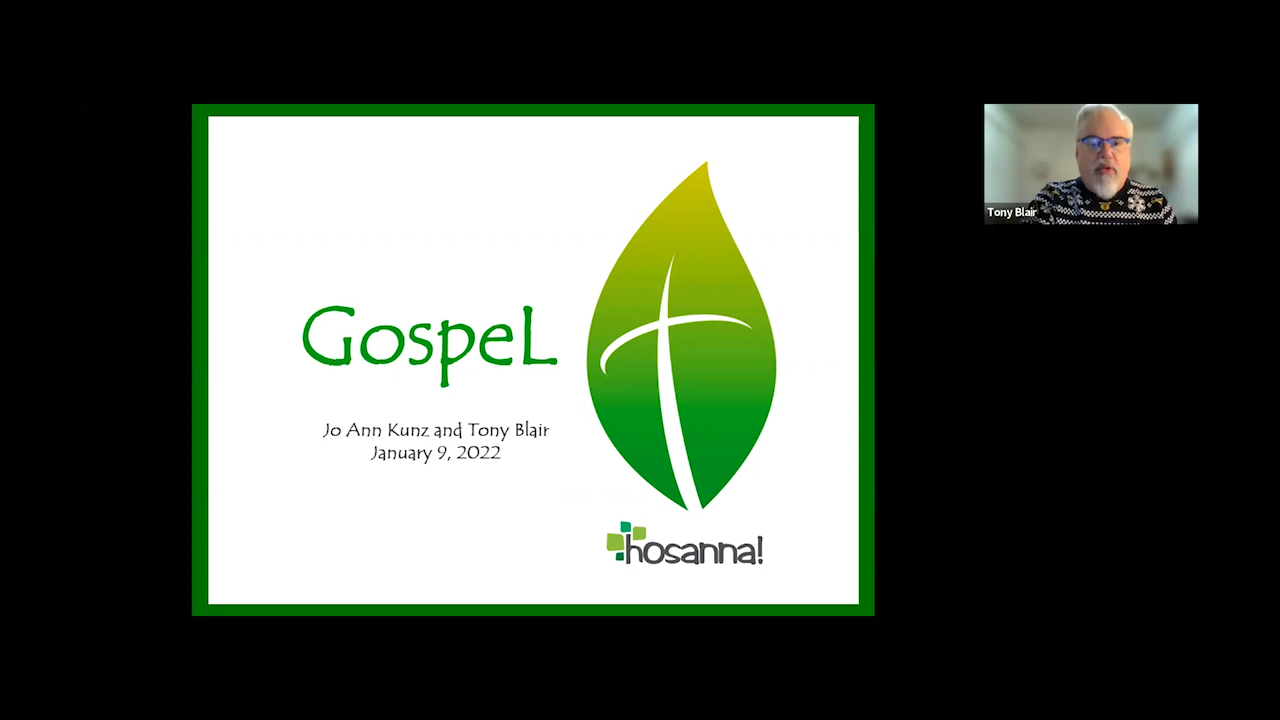 GospeL
Jo Ann Kunz and Tony Blair
January 9, 2022
hosanna!
Tony Blair